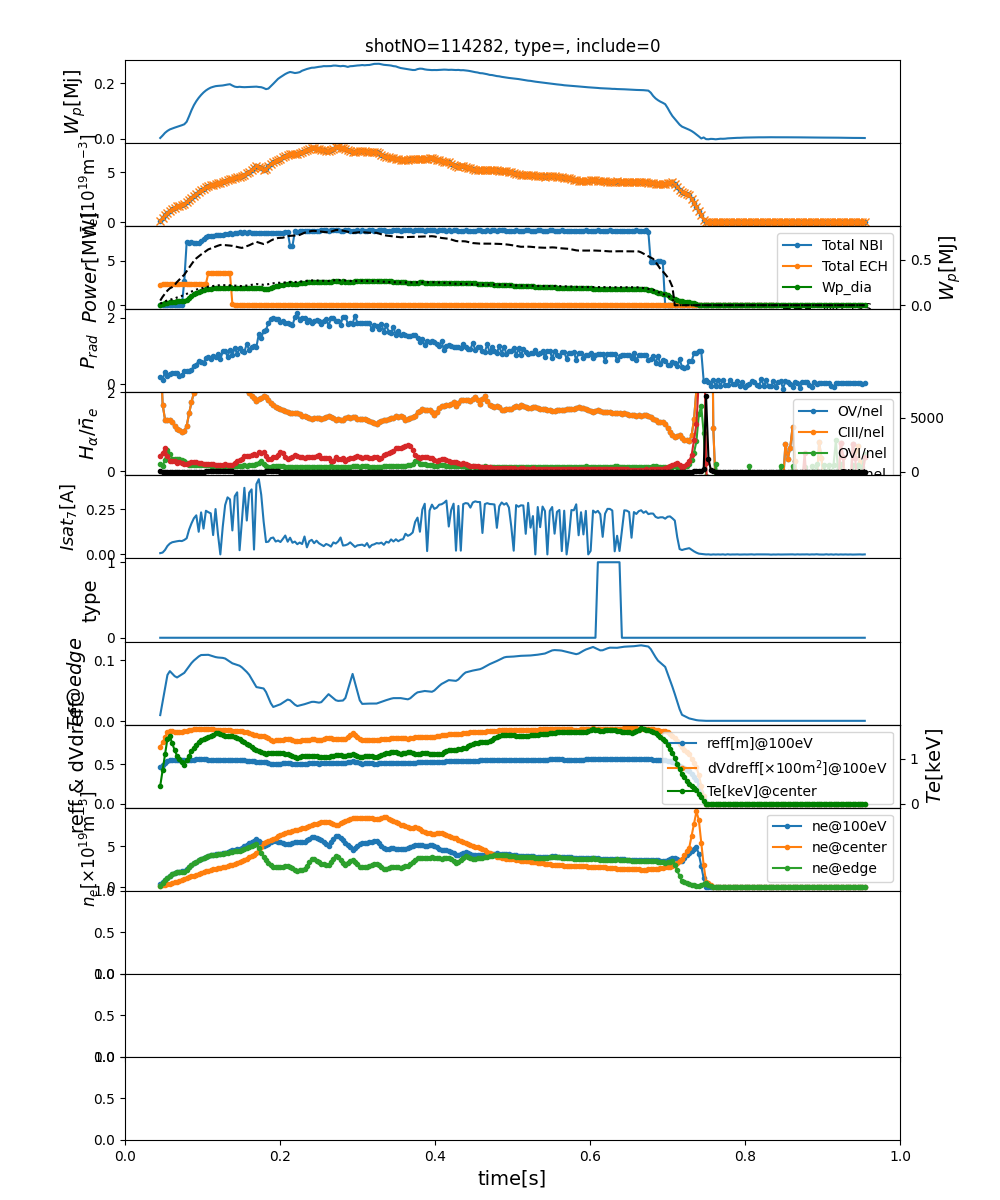 shotNO=114282, type=, include=0
W_p[MJ]
0.2
0.0
n̄_e[10^19m^−3]
5
0
Power[MW]
5
0
W_p[MJ]
0.5
0.0
Total NBI
Total ECH
Wp_dia
P_rad
2
0
H_α/n̄_e
2
0
5000
0
OV/nel
CIII/nel
OVI/nel
Isat_7[A]
0.25
0.00
type
1
0
Te@edge
0.1
0.0
reff & dVdreff
0.5
0.0
Te[keV]
1
0
reff[m]@100eV
dVdreff[×100m^2]@100eV
Te[keV]@center
n_e[×10^19m^−3]
5
0
ne@100eV
ne@center
ne@edge
1.0
0.5
0.0
1.0
0.5
0.0
1.0
0.5
0.0
0.0 0.2 0.4 0.6 0.8 1.0
time[s]